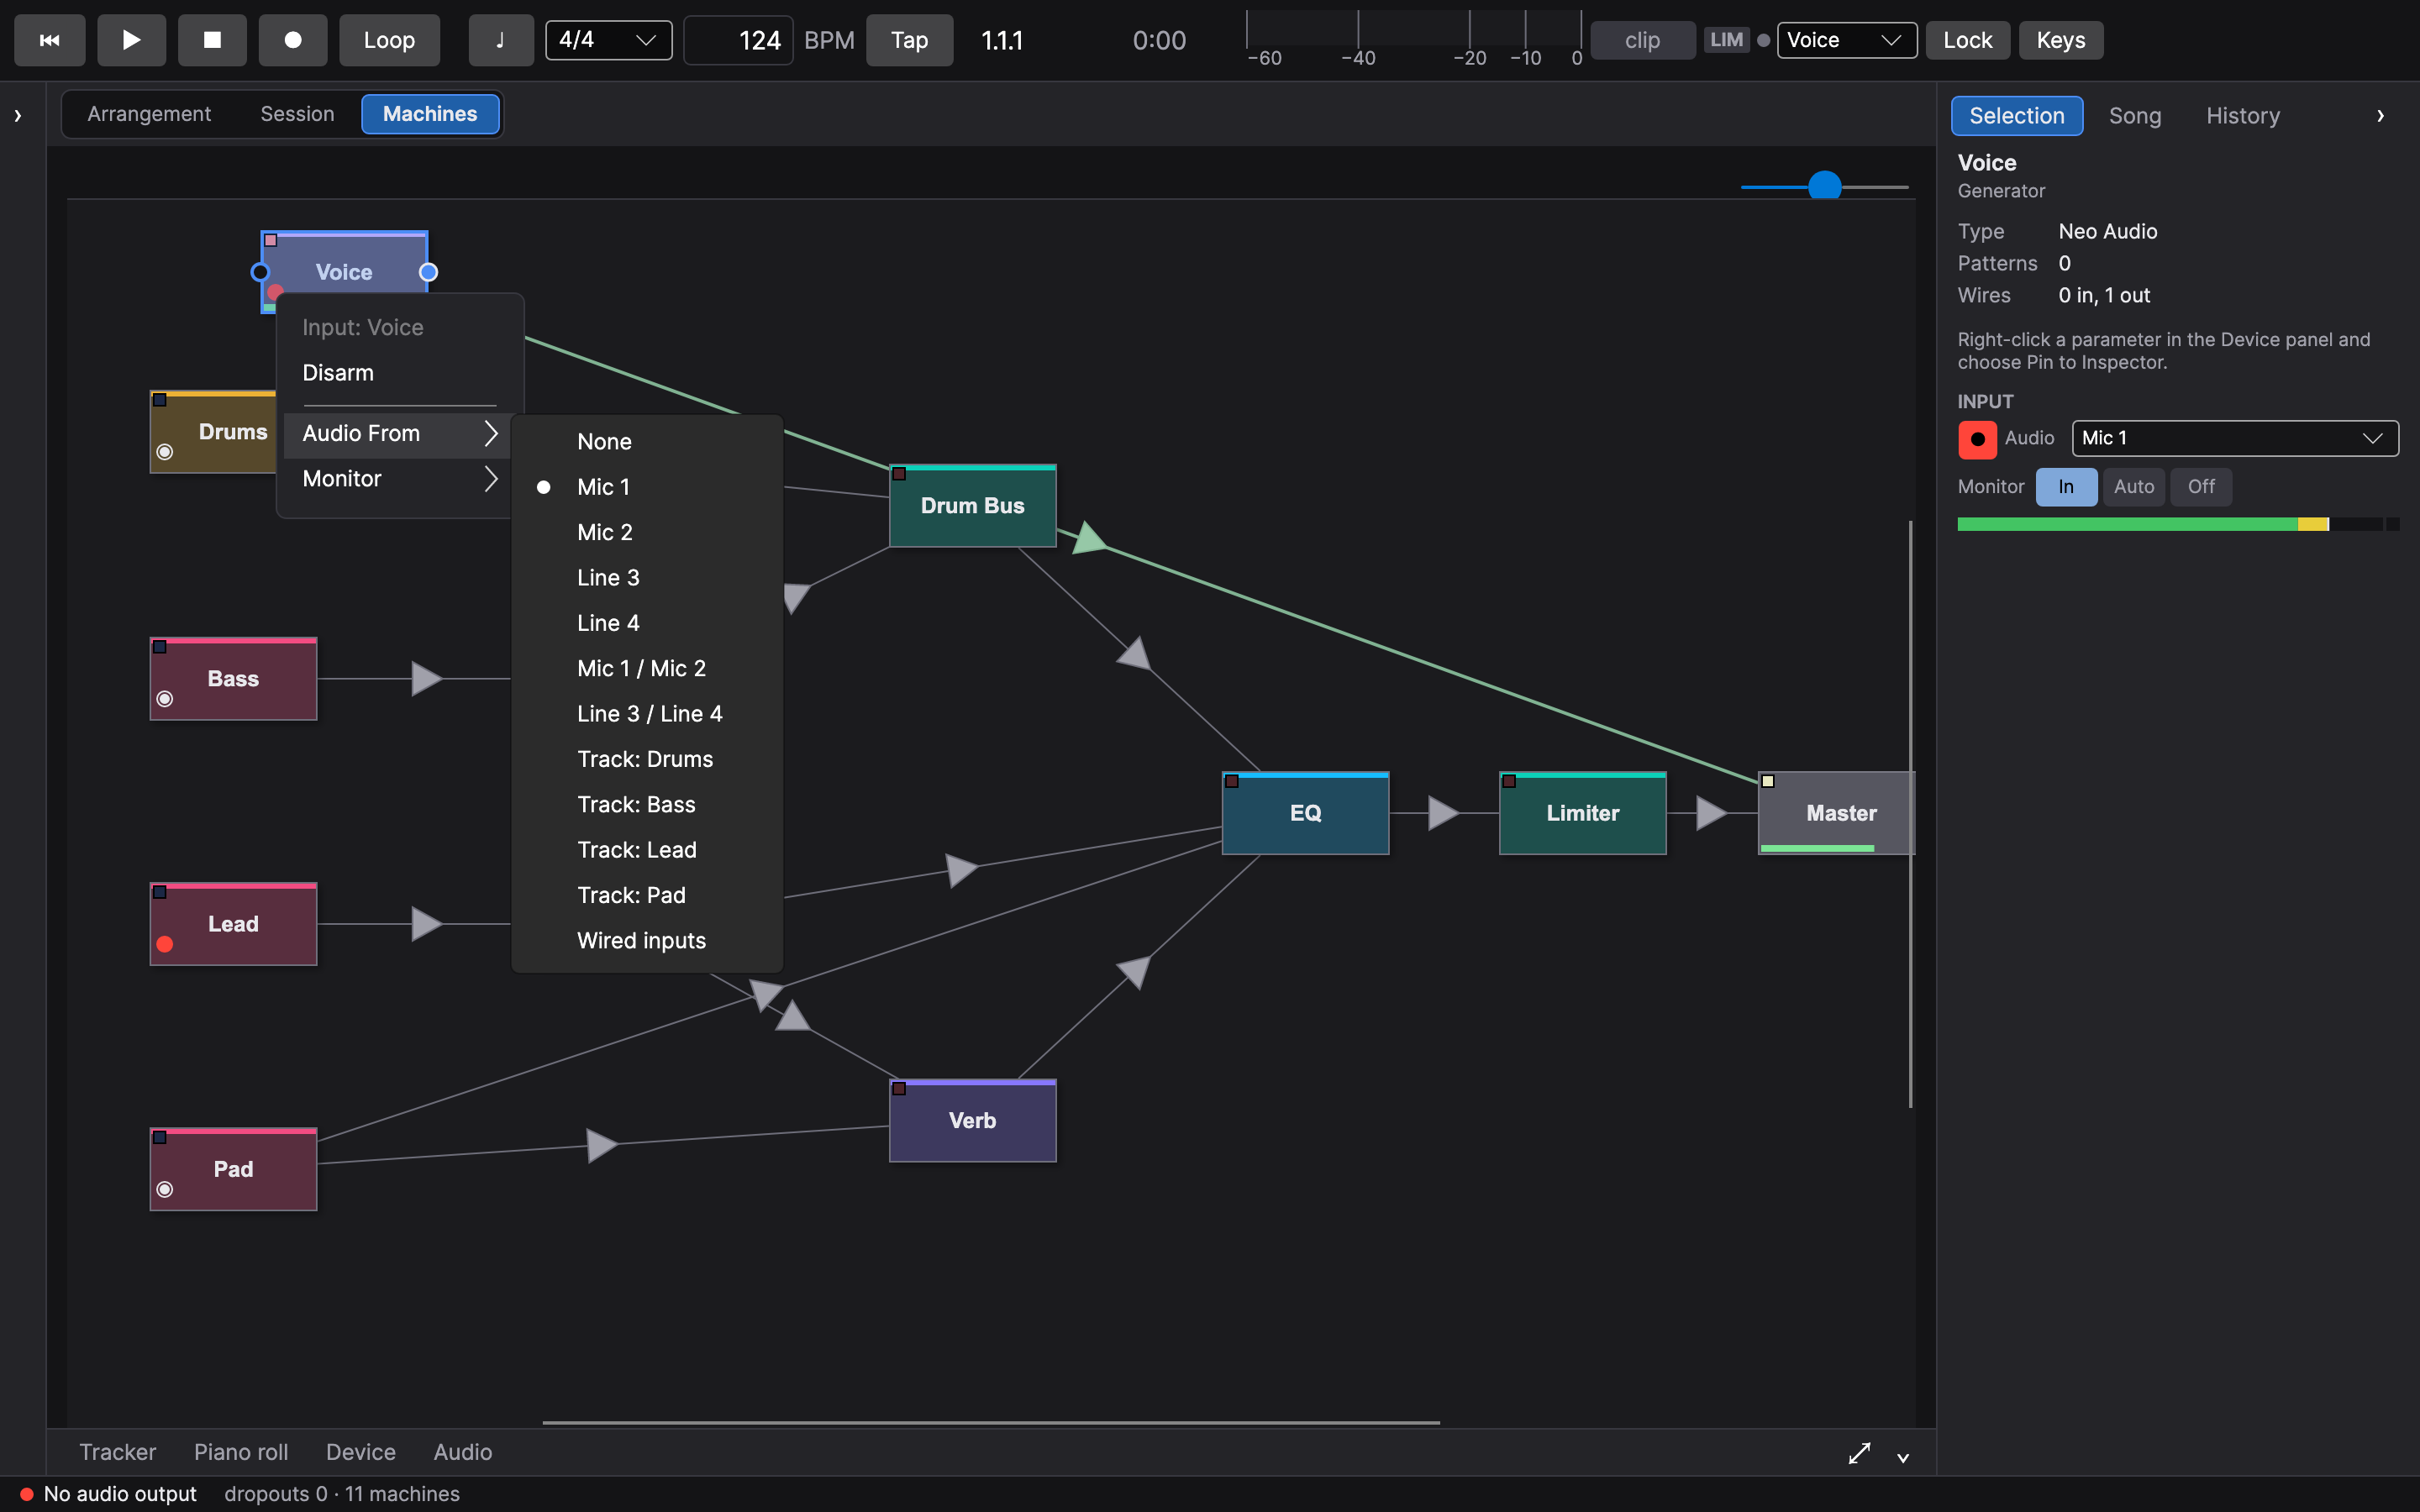 Loop
4/4
124 BPM
Tap
1.1.1
0:00
−60 −40 −20 −10 0
clip
LIM
Voice
Lock
Keys
Arrangement Session Machines
Selection Song History
Voice
Generator
Type Neo Audio
Patterns 0
Wires 0 in, 1 out
Right-click a parameter in the Device panel and
choose Pin to Inspector.
INPUT
Audio Mic 1
Monitor In Auto Off
Voice
Input: Voice
Disarm
Audio From
Monitor
None
Mic 1
Mic 2
Line 3
Line 4
Mic 1 / Mic 2
Line 3 / Line 4
Track: Drums
Track: Bass
Track: Lead
Track: Pad
Wired inputs
Drums
Drum Bus
Bass
EQ
Limiter
Master
Lead
Verb
Pad
Tracker Piano roll Device Audio
No audio output dropouts 0 · 11 machines